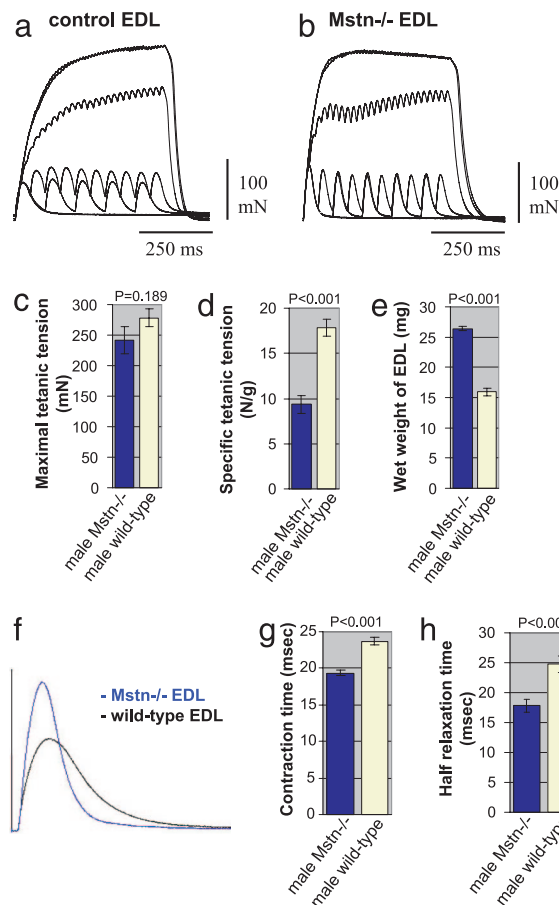 a control EDL
b Mstn-/- EDL
100
mN
250 ms
100
mN
250 ms
c
P=0.189
Maximal tetanic tension
(mN)
300
250
200
150
100
50
0
male Mstn-/-
male wild-type
d
P<0.001
Specific tetanic tension
(N/g)
20
15
10
5
0
male Mstn-/-
male wild-type
e
P<0.001
Wet weight of EDL (mg)
30
25
20
15
10
5
0
male Mstn-/-
male wild-type
f
- Mstn-/- EDL
- wild-type EDL
g
P<0.001
Contraction time (msec)
25
20
15
10
5
0
male Mstn-/-
male wild-type
h
P<0.00
Half relaxation time
(msec)
30
25
20
15
10
5
0
male Mstn-/-
male wild-typ